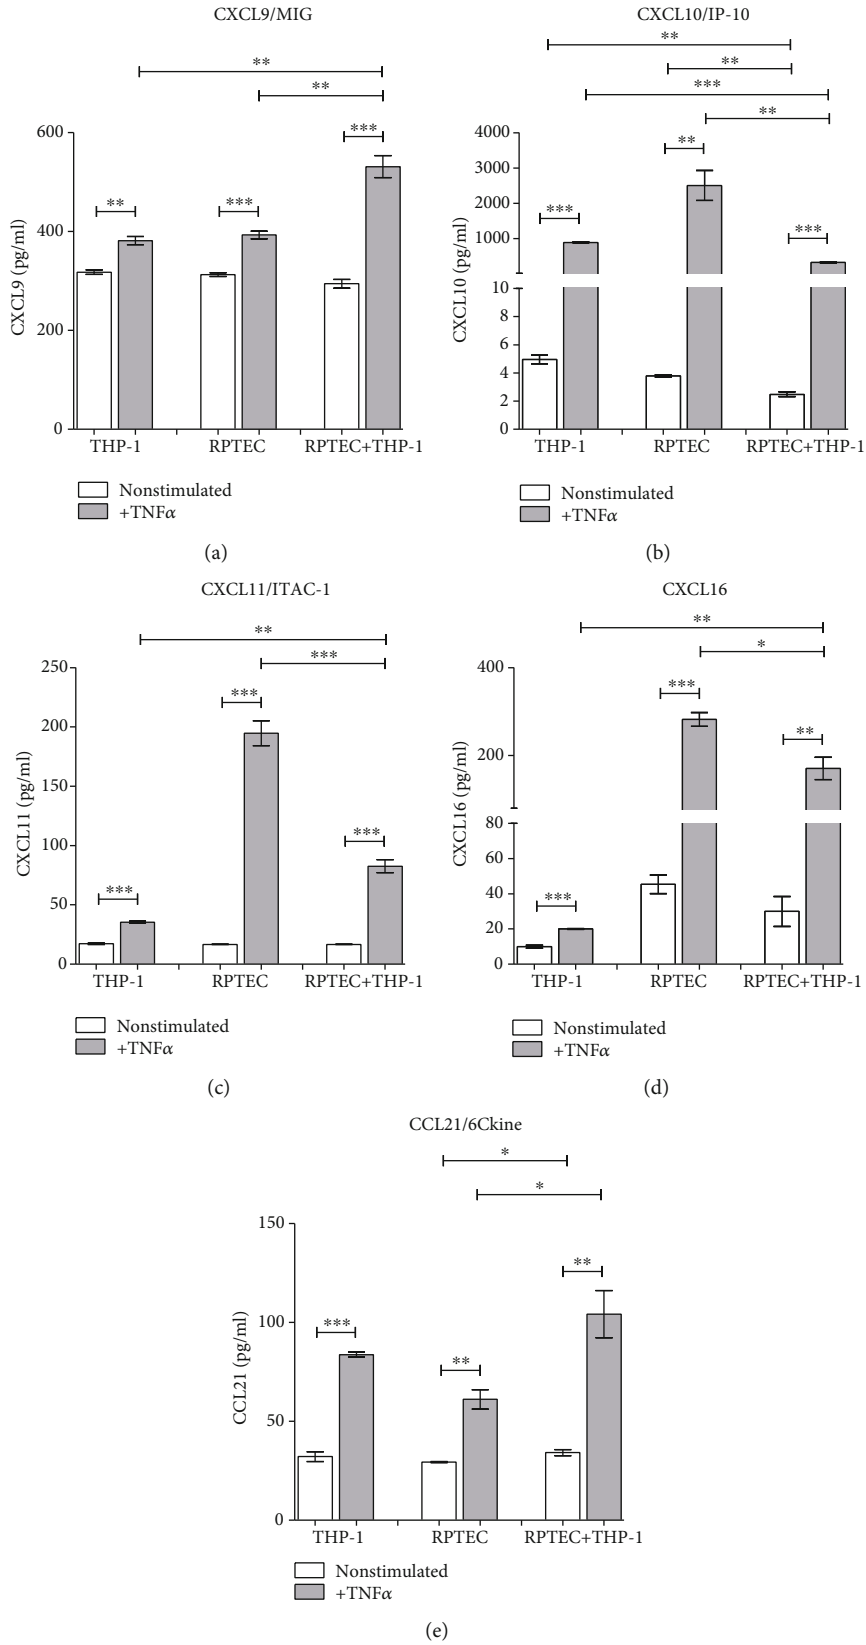 CXCL9/MIG
**
**
***
**
***
600
400
200
0
CXCL9 (pg/ml)
THP-1 RPTEC RPTEC+THP-1
Nonstimulated
+TNFα
(a)
CXCL10/IP-10
**
**
***
**
**
***
***
4000
3000
2000
1000
10
8
6
4
2
0
CXCL10 (pg/ml)
THP-1 RPTEC RPTEC+THP-1
Nonstimulated
+TNFα
(b)
CXCL11/ITAC-1
**
***
***
***
***
250
200
150
100
50
0
CXCL11 (pg/ml)
THP-1 RPTEC RPTEC+THP-1
Nonstimulated
+TNFα
(c)
CXCL16
**
*
***
**
***
400
200
80
60
40
20
0
CXCL16 (pg/ml)
THP-1 RPTEC RPTEC+THP-1
Nonstimulated
+TNFα
(d)
CCL21/6Ckine
*
*
**
***
**
150
100
50
0
CCL21 (pg/ml)
THP-1 RPTEC RPTEC+THP-1
Nonstimulated
+TNFα
(e)